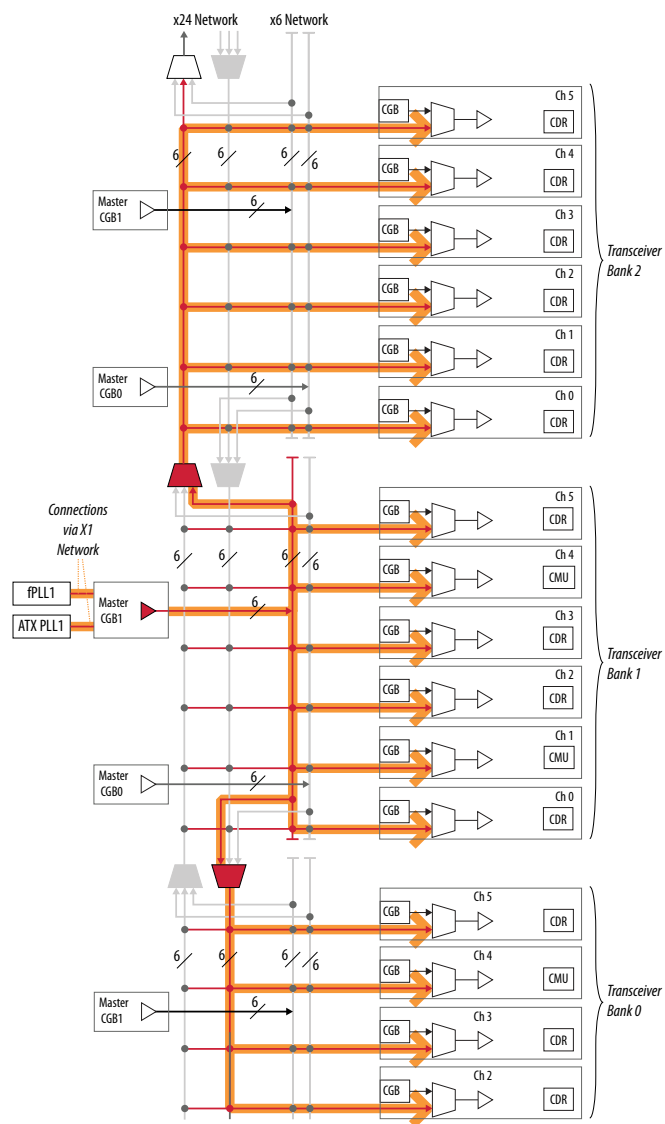 x24 Network
x6 Network
CGB
Ch 5
CDR
6
6
6
6
CGB
Ch 4
CDR
Master
CGB1
6
CGB
Ch 3
CDR
Transceiver
Bank 2
CGB
Ch 2
CDR
CGB
Ch 1
CDR
Master
CGB0
6
CGB
Ch 0
CDR
CGB
Ch 5
CDR
Connections
via X1
Network
6
6
6
6
CGB
Ch 4
CMU
fPLL1
ATX PLL1
Master
CGB1
6
CGB
Ch 3
CDR
Transceiver
Bank 1
CGB
Ch 2
CDR
CGB
Ch 1
CMU
Master
CGB0
6
CGB
Ch 0
CDR
CGB
Ch 5
CDR
6
6
6
6
CGB
Ch 4
CMU
Master
CGB1
6
CGB
Ch 3
CDR
Transceiver
Bank 0
CGB
Ch 2
CDR